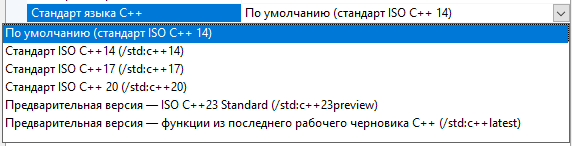 Стандарт языка C++ По умолчанию (стандарт ISO C++ 14)
По умолчанию (стандарт ISO C++ 14)
Стандарт ISO C++14 (/std:c++14)
Стандарт ISO C++17 (/std:c++17)
Стандарт ISO C++ 20 (/std:c++20)
Предварительная версия — ISO C++23 Standard (/std:c++23preview)
Предварительная версия — функции из последнего рабочего черновика C++ (/std:c++latest)